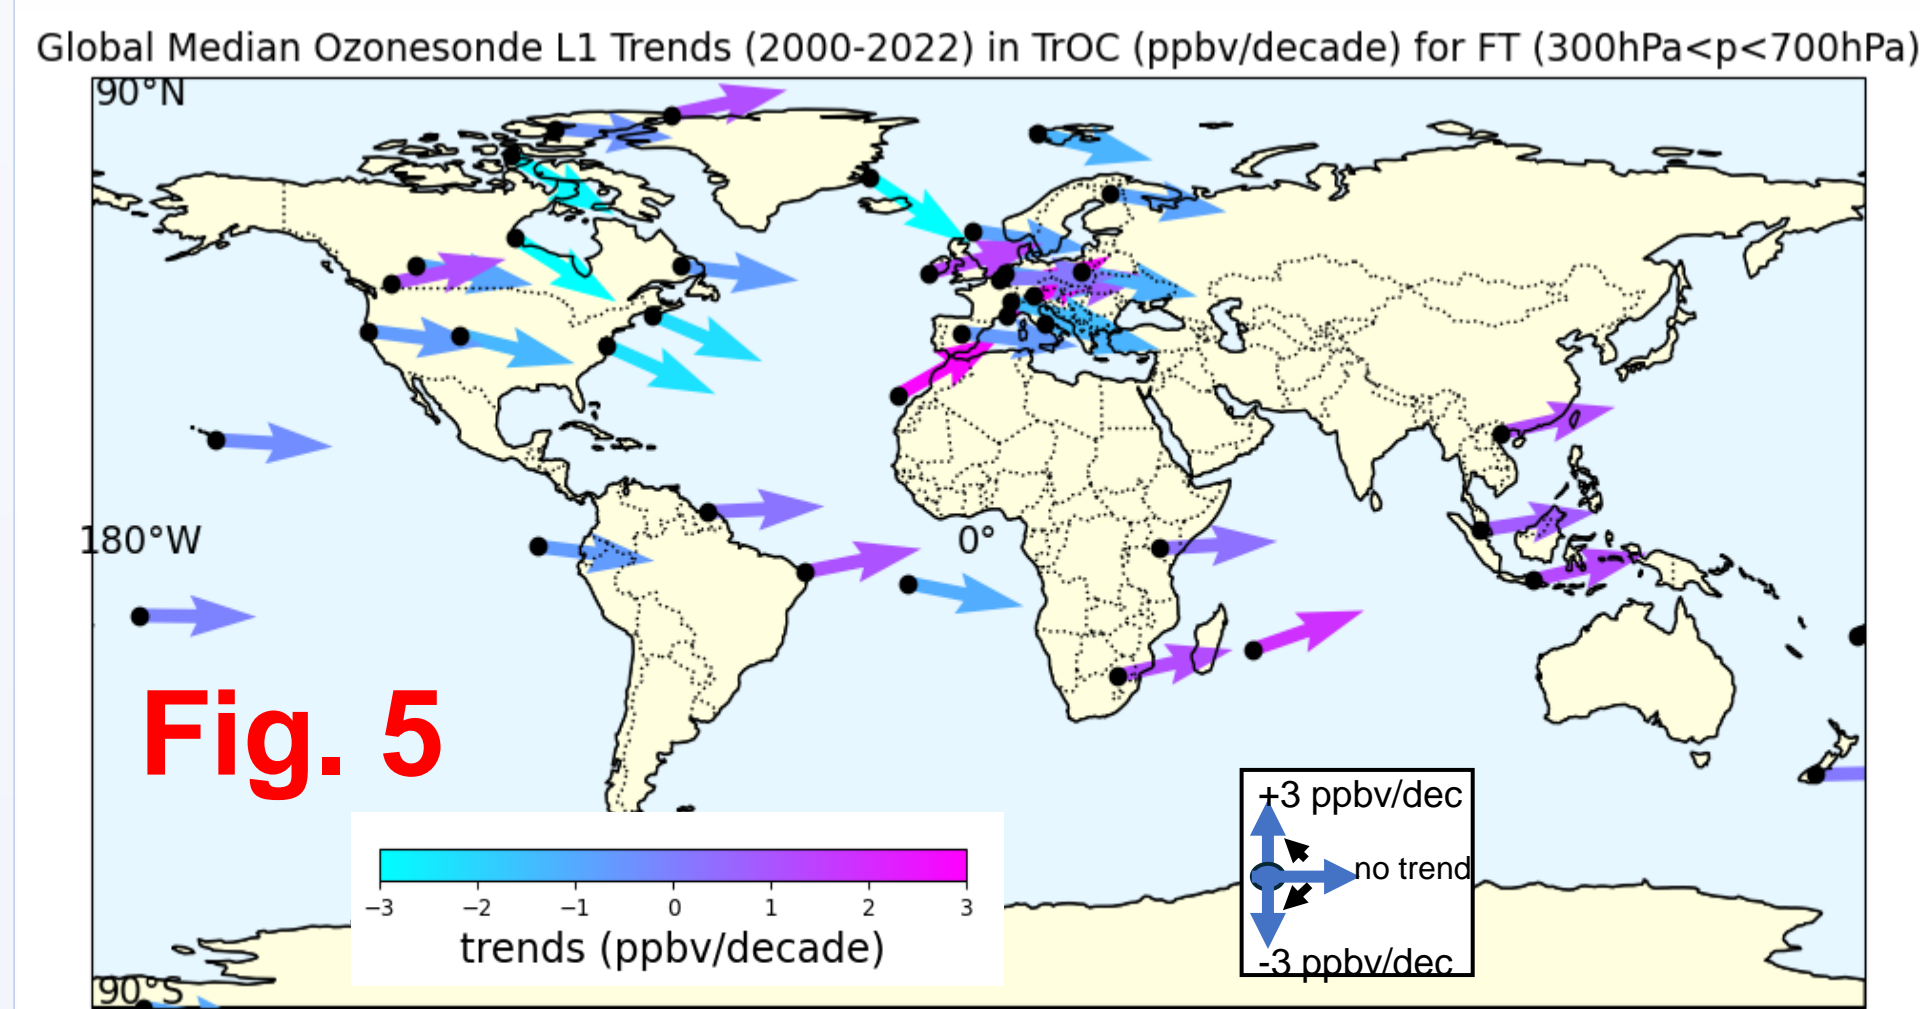 Global Median Ozonesonde L1 Trends (2000-2022) in TrOC (ppbv/decade) for FT (300hPa<p<700hPa)
90°N
180°W
0°
Fig. 5
+3 ppbv/dec
no trend
-3 ppbv/dec
−3 −2 −1 0 1 2 3
trends (ppbv/decade)
90°S